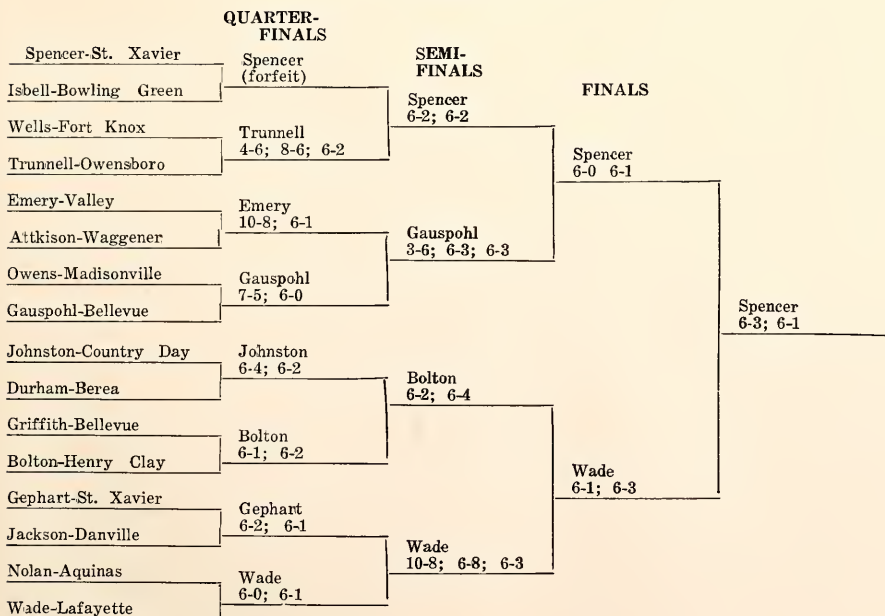 QUARTER-
FINALS
SEMI-
FINALS
FINALS
Spencer-St. Xavier
Isbell-Bowling Green
Wells-Fort Knox
Trunnell-Owensboro
Emery-Valley
Attkison-Waggener
Owens-Madisonville
Gauspohl-Bellevue
Johnston-Country Day
Durham-Berea
Griffith-Bellevue
Bolton-Henry Clay
Gephart-St. Xavier
Jackson-Danville
Nolan-Aquinas
Wade-Lafayette
Spencer
(forfeit)
Trunnell
4-6; 8-6; 6-2
Emery
10-8; 6-1
Gauspohl
7-5; 6-0
Johnston
6-4; 6-2
Bolton
6-1; 6-2
Gephart
6-2; 6-1
Wade
6-0; 6-1
Spencer
6-2; 6-2
Gauspohl
3-6; 6-3; 6-3
Bolton
6-2; 6-4
Wade
10-8; 6-8; 6-3
Spencer
6-0 6-1
Wade
6-1; 6-3
Spencer
6-3; 6-1